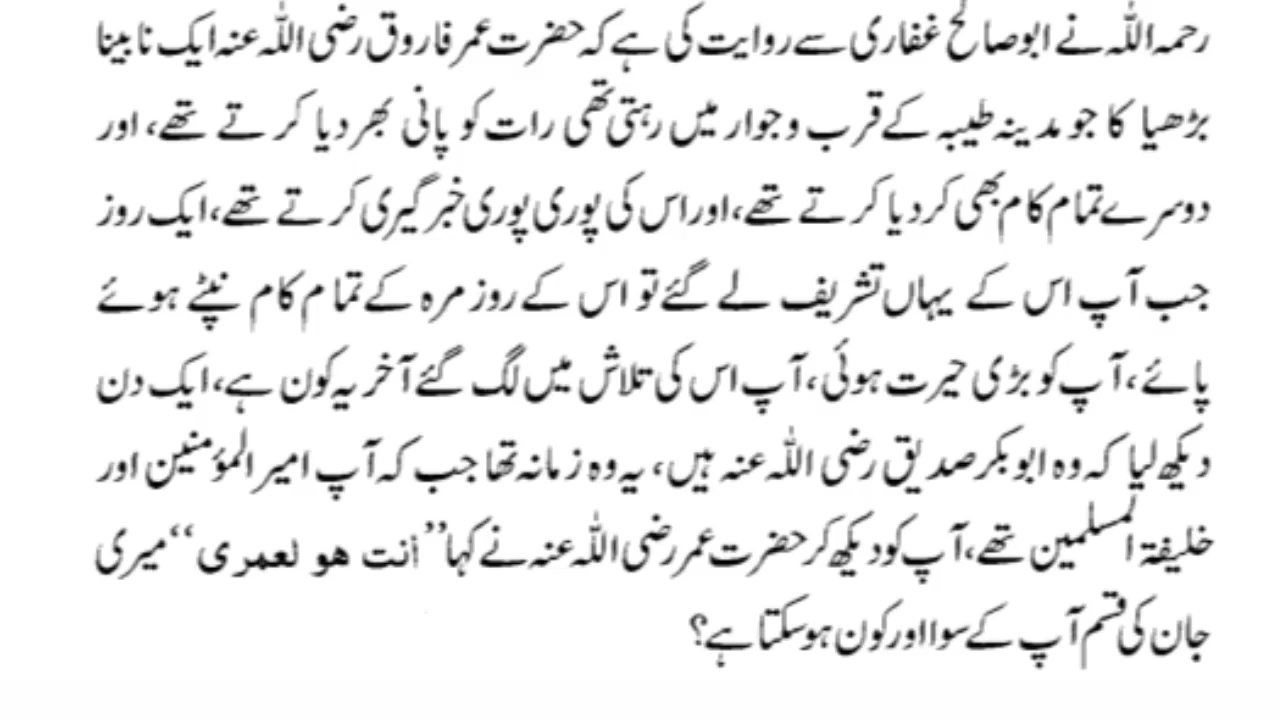 رحمہ اللہ نے ابوصالح غفاری سے روایت کی ہے کہ حضرت عمر فاروق رضی اللہ عنہ ایک نابینا
بڑھیا کا جو مدینہ طیبہ کے قرب و جوار میں رہتی تھی رات کو پانی بھر دیا کرتے تھے، اور
دوسرے تمام کام بھی کردیا کرتے تھے، اور اس کی پوری پوری خبر گیری کرتے تھے، ایک روز
جب آپ اس کے یہاں تشریف لے گئے تو اس کے روز مرہ کے تمام کام نپٹے ہوئے
پائے، آپ کو بڑی حیرت ہوئی، آپ اس کی تلاش میں لگ گئے آخر یہ کون ہے، ایک دن
دیکھ لیا کہ وہ ابوبکر صدیق رضی اللہ عنہ ہیں، یہ وہ زمانہ تھا جب کہ آپ امیر المؤمنین اور
خلیفۃ المسلمین تھے، آپ کو دیکھ کر حضرت عمر رضی اللہ عنہ نے کہا ”أنت هو لعمری“ میری
جان کی قسم آپ کے سوا اور کون ہوسکتا ہے؟